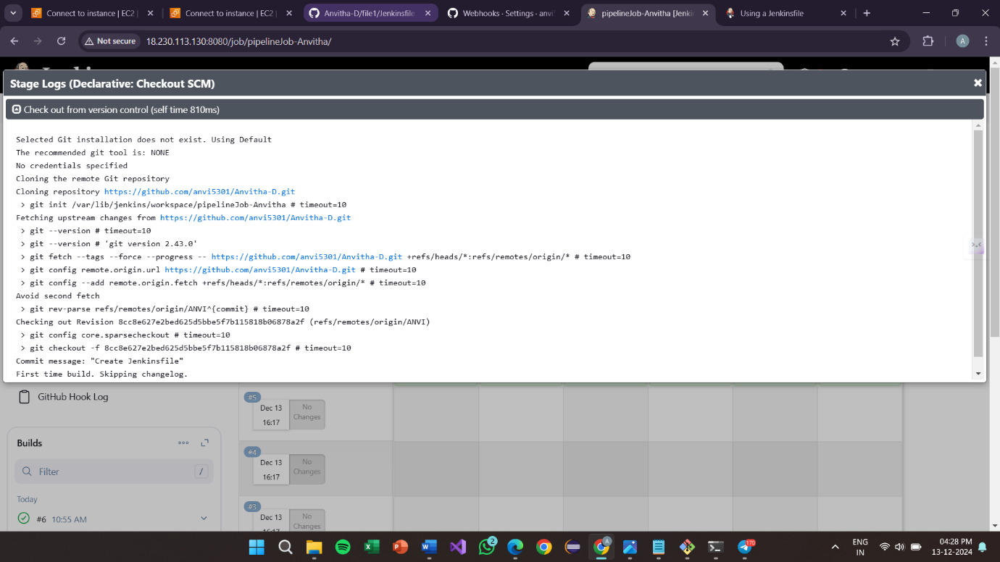 Connect to instance | EC2 |
Connect to instance | EC2 |
Anvitha-D/file1/Jenkinsfile
Webhooks · Settings · anvi
pipelineJob-Anvitha [Jenki
Using a Jenkinsfile
Not secure
18.230.113.130:8080/job/pipelineJob-Anvitha/
A
Stage Logs (Declarative: Checkout SCM)
Check out from version control (self time 810ms)
Selected Git installation does not exist. Using Default
The recommended git tool is: NONE
No credentials specified
Cloning the remote Git repository
Cloning repository https://github.com/anvi5301/Anvitha-D.git
> git init /var/lib/jenkins/workspace/pipelineJob-Anvitha # timeout=10
Fetching upstream changes from https://github.com/anvi5301/Anvitha-D.git
> git --version # timeout=10
> git --version # 'git version 2.43.0'
> git fetch --tags --force --progress -- https://github.com/anvi5301/Anvitha-D.git +refs/heads/*:refs/remotes/origin/* # timeout=10
> git config remote.origin.url https://github.com/anvi5301/Anvitha-D.git # timeout=10
> git config --add remote.origin.fetch +refs/heads/*:refs/remotes/origin/* # timeout=10
Avoid second fetch
> git rev-parse refs/remotes/origin/ANVI^{commit} # timeout=10
Checking out Revision 8cc8e627e2bed625d5bbe5f7b115818b06878a2f (refs/remotes/origin/ANVI)
> git config core.sparsecheckout # timeout=10
> git checkout -f 8cc8e627e2bed625d5bbe5f7b115818b06878a2f # timeout=10
Commit message: "Create Jenkinsfile"
First time build. Skipping changelog.
GitHub Hook Log
Builds
Filter
/
Today
#6 10:55 AM
#5
Dec 13
16:17
No
Changes
#4
Dec 13
16:17
No
Changes
#3
Dec 13
No
Changes
2
A
170
ENG
IN
04:28 PM
13-12-2024